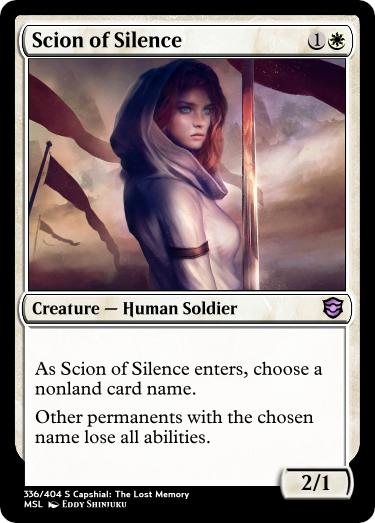 Scion of Silence 1
Creature — Human Soldier
As Scion of Silence enters, choose a
nonland card name.
Other permanents with the chosen
name lose all abilities.
2/1
336/404 S Capshial: The Lost Memory
MSL Eddy Shinjuku